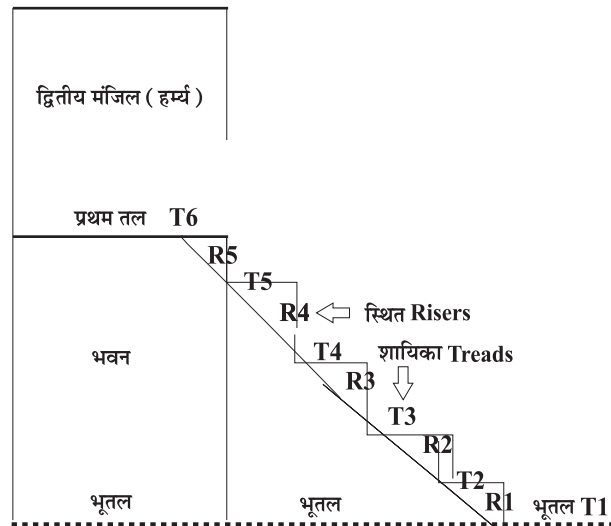 द्वितीय मंजिल ( हर्म्य )
प्रथम तल T6
R5
T5
R4 स्थित Risers
T4 शायिका Treads
भवन R3
T3
R2
T2
भूतल भूतल R1 भूतल T1